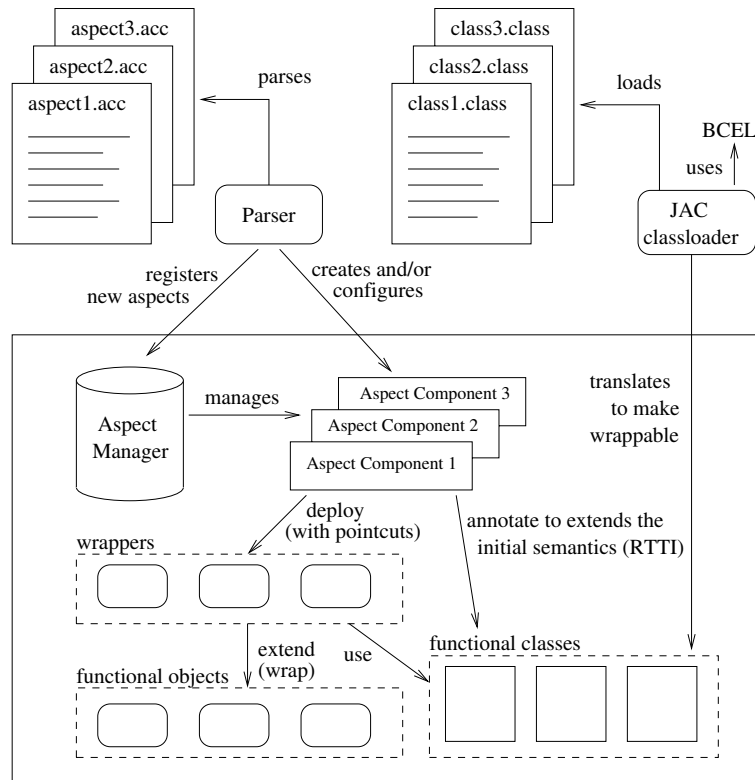 aspect3.acc
aspect2.acc
aspect1.acc
parses
Parser
class3.class
class2.class
class1.class
loads
BCEL
uses
JAC
classloader
registers
new aspects
creates and/or
configures
Aspect
Manager
manages
Aspect Component 3
Aspect Component 2
Aspect Component 1
translates
to make
wrappable
deploy
(with pointcuts)
annotate to extends the
initial semantics (RTTI)
wrappers
extend
(wrap)
use
functional classes
functional objects